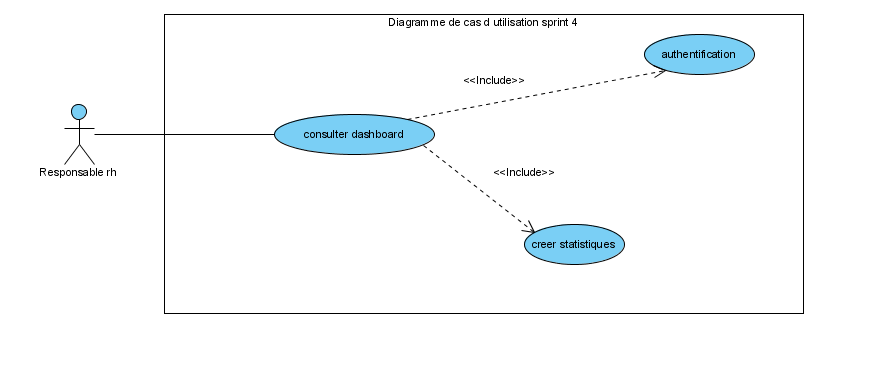 Diagramme de cas d utilisation sprint 4
authentification
<<Include>>
consulter dashboard
Responsable rh
<<Include>>
creer statistiques